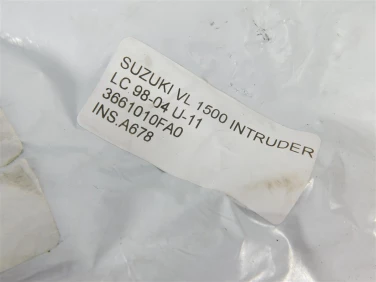 SUZUKI VL 1500 INTRUDER
LC 98-04 U-11
3661010FA0
INS.A678